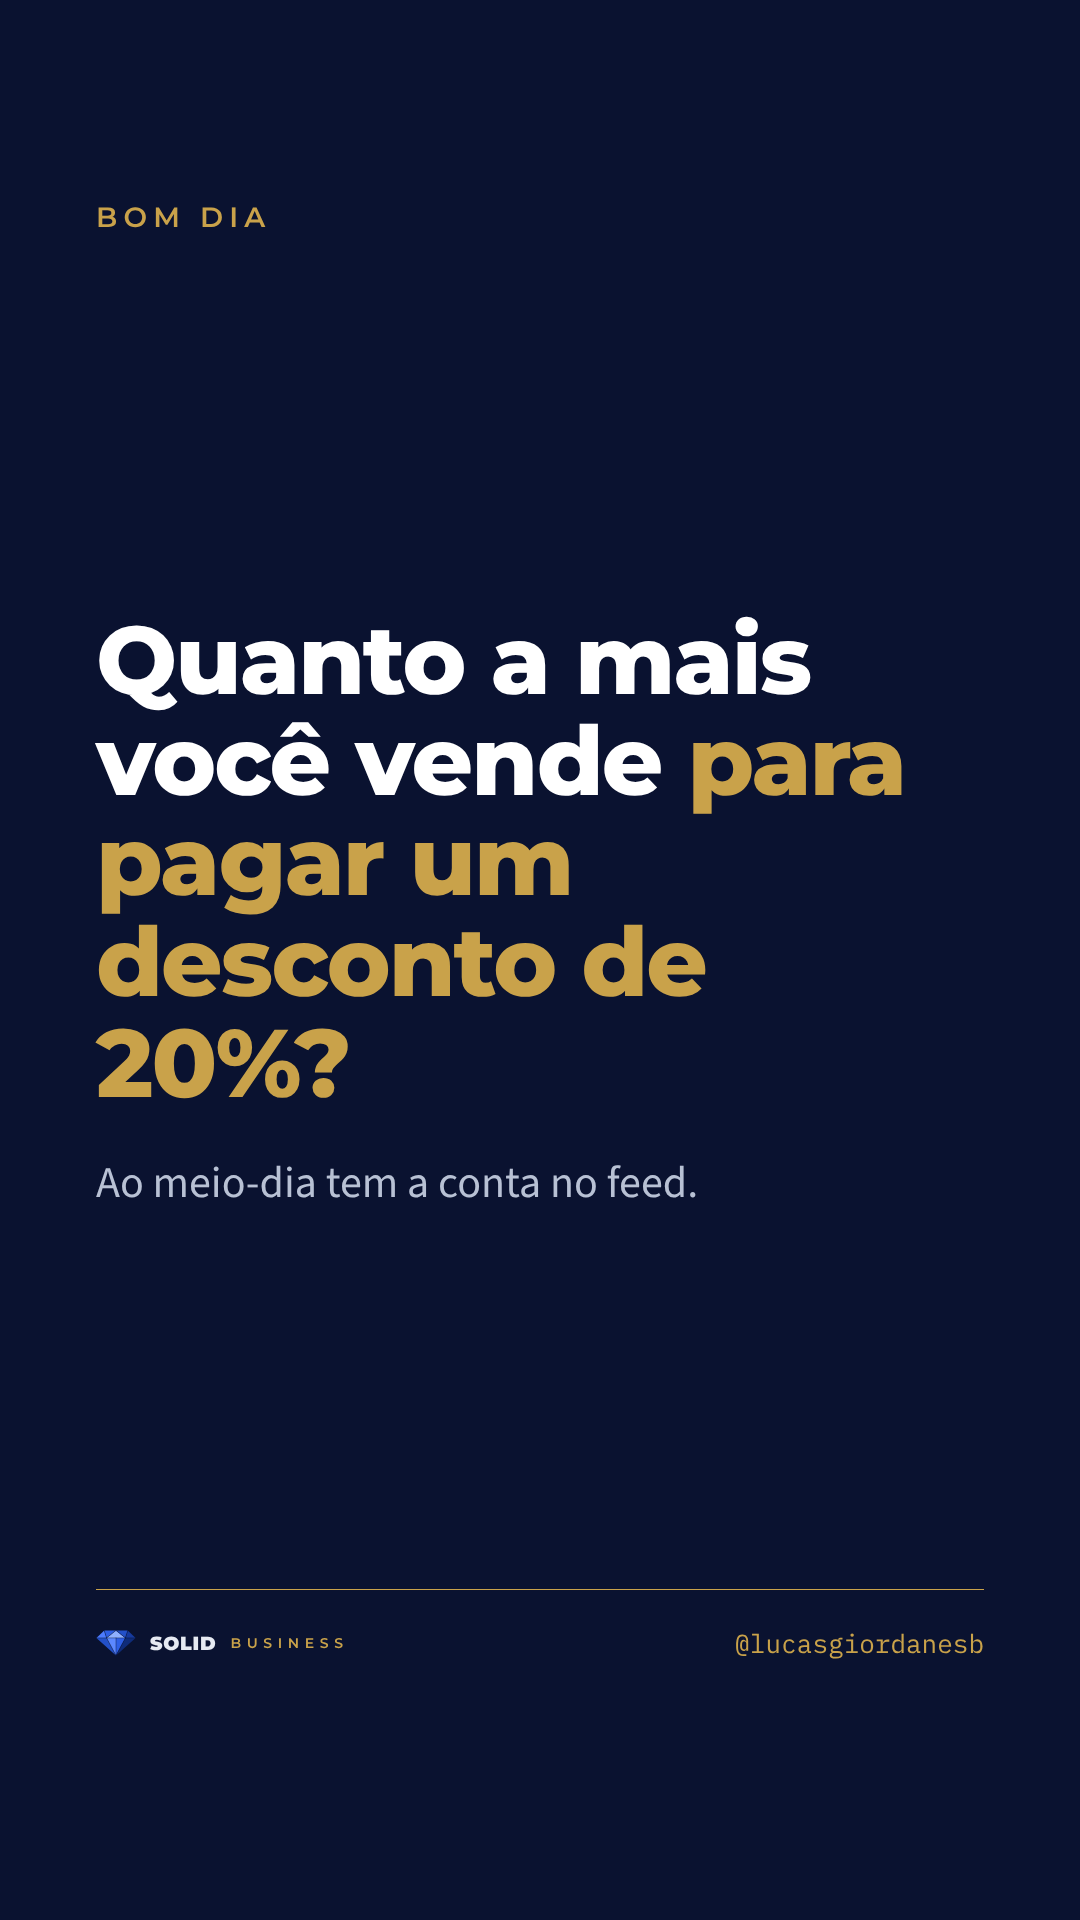 BOM DIA
Quanto a mais
você vende para
pagar um
desconto de
20%?
Ao meio-dia tem a conta no feed.
SOLID BUSINESS
@lucasgiordanesb